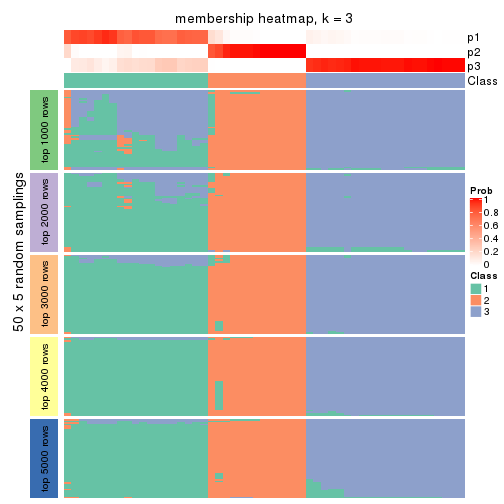 membership heatmap, k = 3
p1
p2
p3
Class
50 x 5 random samplings
top 1000 rows
top 2000 rows
top 3000 rows
top 4000 rows
top 5000 rows
Prob
1
0.8
0.6
0.4
0.2
0
Class
1
2
3